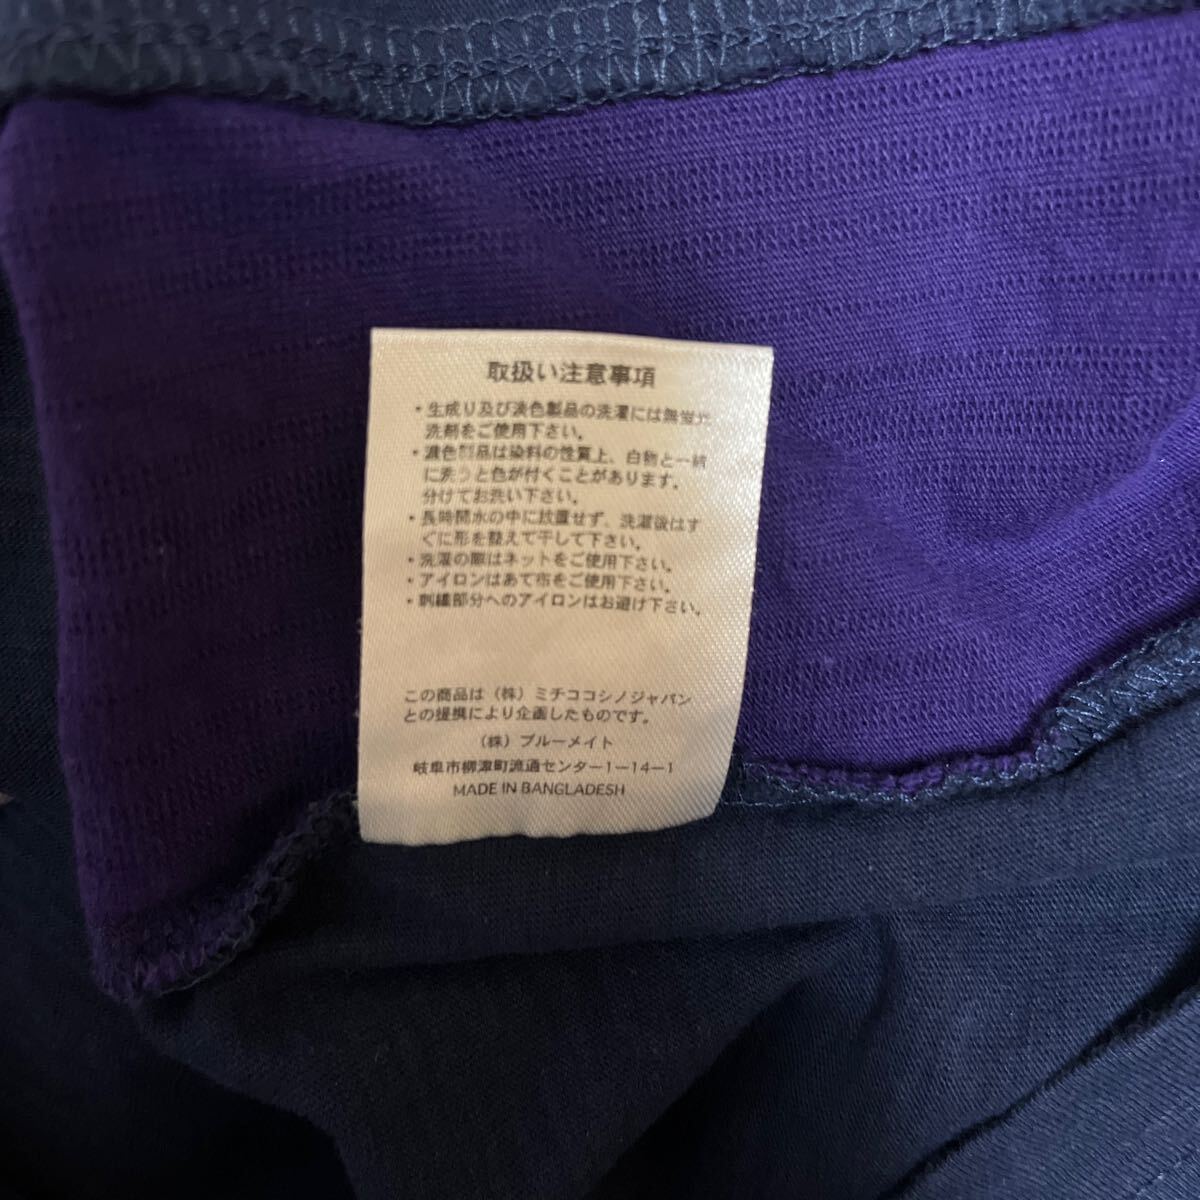 取扱い注意事項
・生成り及び淡色製品の洗濯には無蛍光
洗剤をご使用下さい。
・濃色製品は染料の性質上、白物と一緒
に洗うと色が付くことがあります。
分けてお洗い下さい。
・長時間水の中に放置せず、洗濯後はす
ぐに形を整えて干して下さい。
・洗濯の際はネットをご使用下さい。
・アイロンはあて布をご使用下さい。
・刺繍部分へのアイロンはお避け下さい。
この商品は（株）ミチココシノジャパン
との提携により企画したものです。
（株）ブルーメイト
岐阜市柳津町流通センター1－14－1
MADE IN BANGLADESH